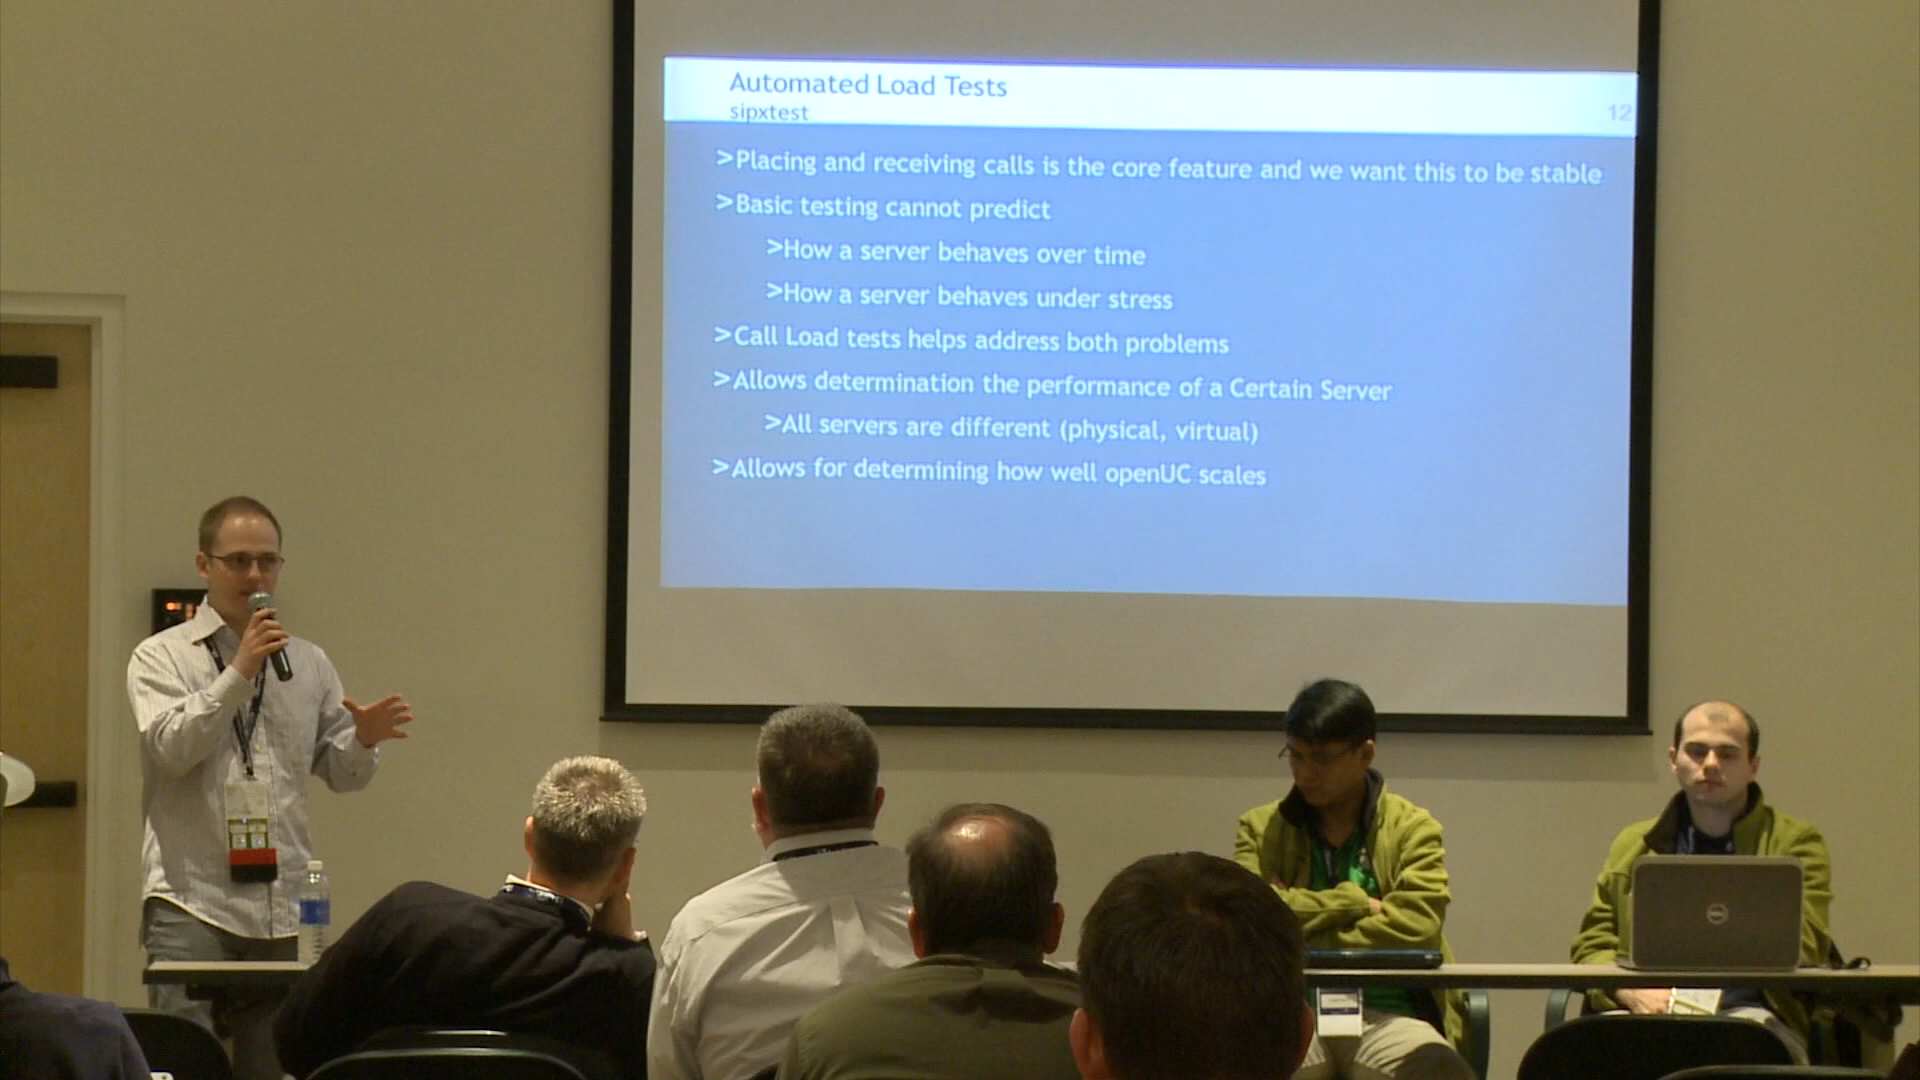 Automated Load Tests
sipxtest
12
>Placing and receiving calls is the core feature and we want this to be stable
>Basic testing cannot predict
>How a server behaves over time
>How a server behaves under stress
>Call Load tests helps address both problems
>Allows determination the performance of a Certain Server
>All servers are different (physical, virtual)
>Allows for determining how well openUC scales
DELL